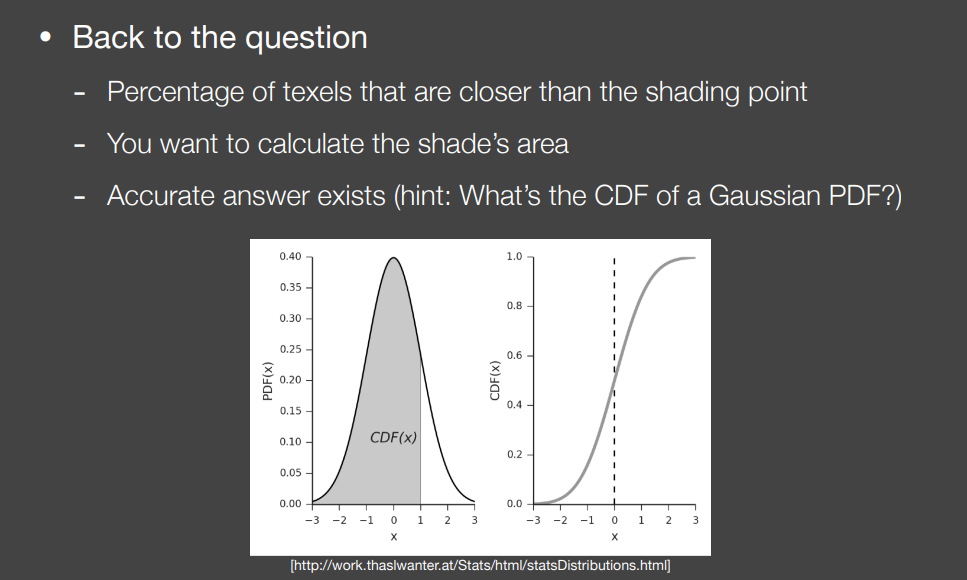 • Back to the question
- Percentage of texels that are closer than the shading point
- You want to calculate the shade’s area
- Accurate answer exists (hint: What’s the CDF of a Gaussian PDF?)
0.40
0.35
0.30
0.25
0.20
0.15
0.10
0.05
0.00
PDF(x)
CDF(x)
−3 −2 −1 0 1 2 3
x
1.0
0.8
0.6
0.4
0.2
0.0
CDF(x)
−3 −2 −1 0 1 2 3
x
[http://work.thaslwanter.at/Stats/html/statsDistributions.html]